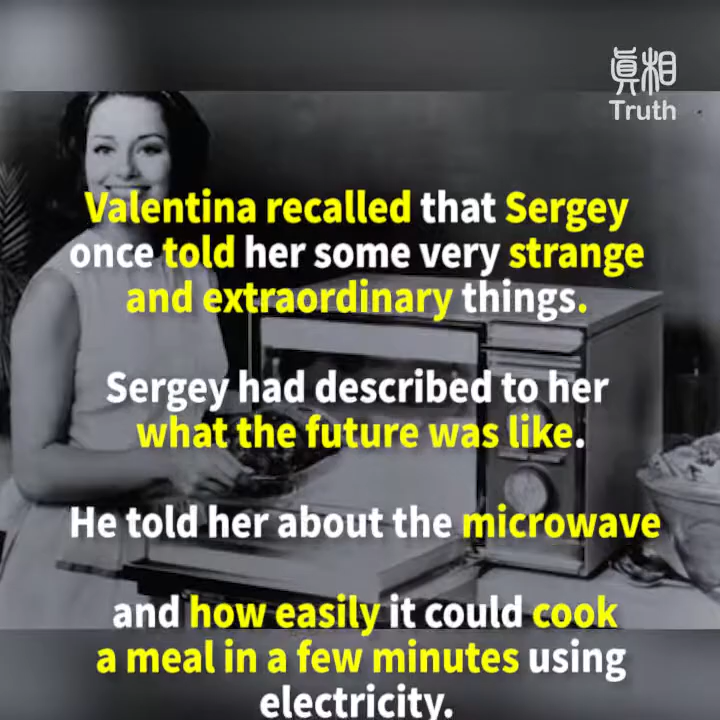 眞相
Truth
Valentina recalled that Sergey
once told her some very strange
and extraordinary things.
Sergey had described to her
what the future was like.
He told her about the microwave
and how easily it could cook
a meal in a few minutes using
electricity.